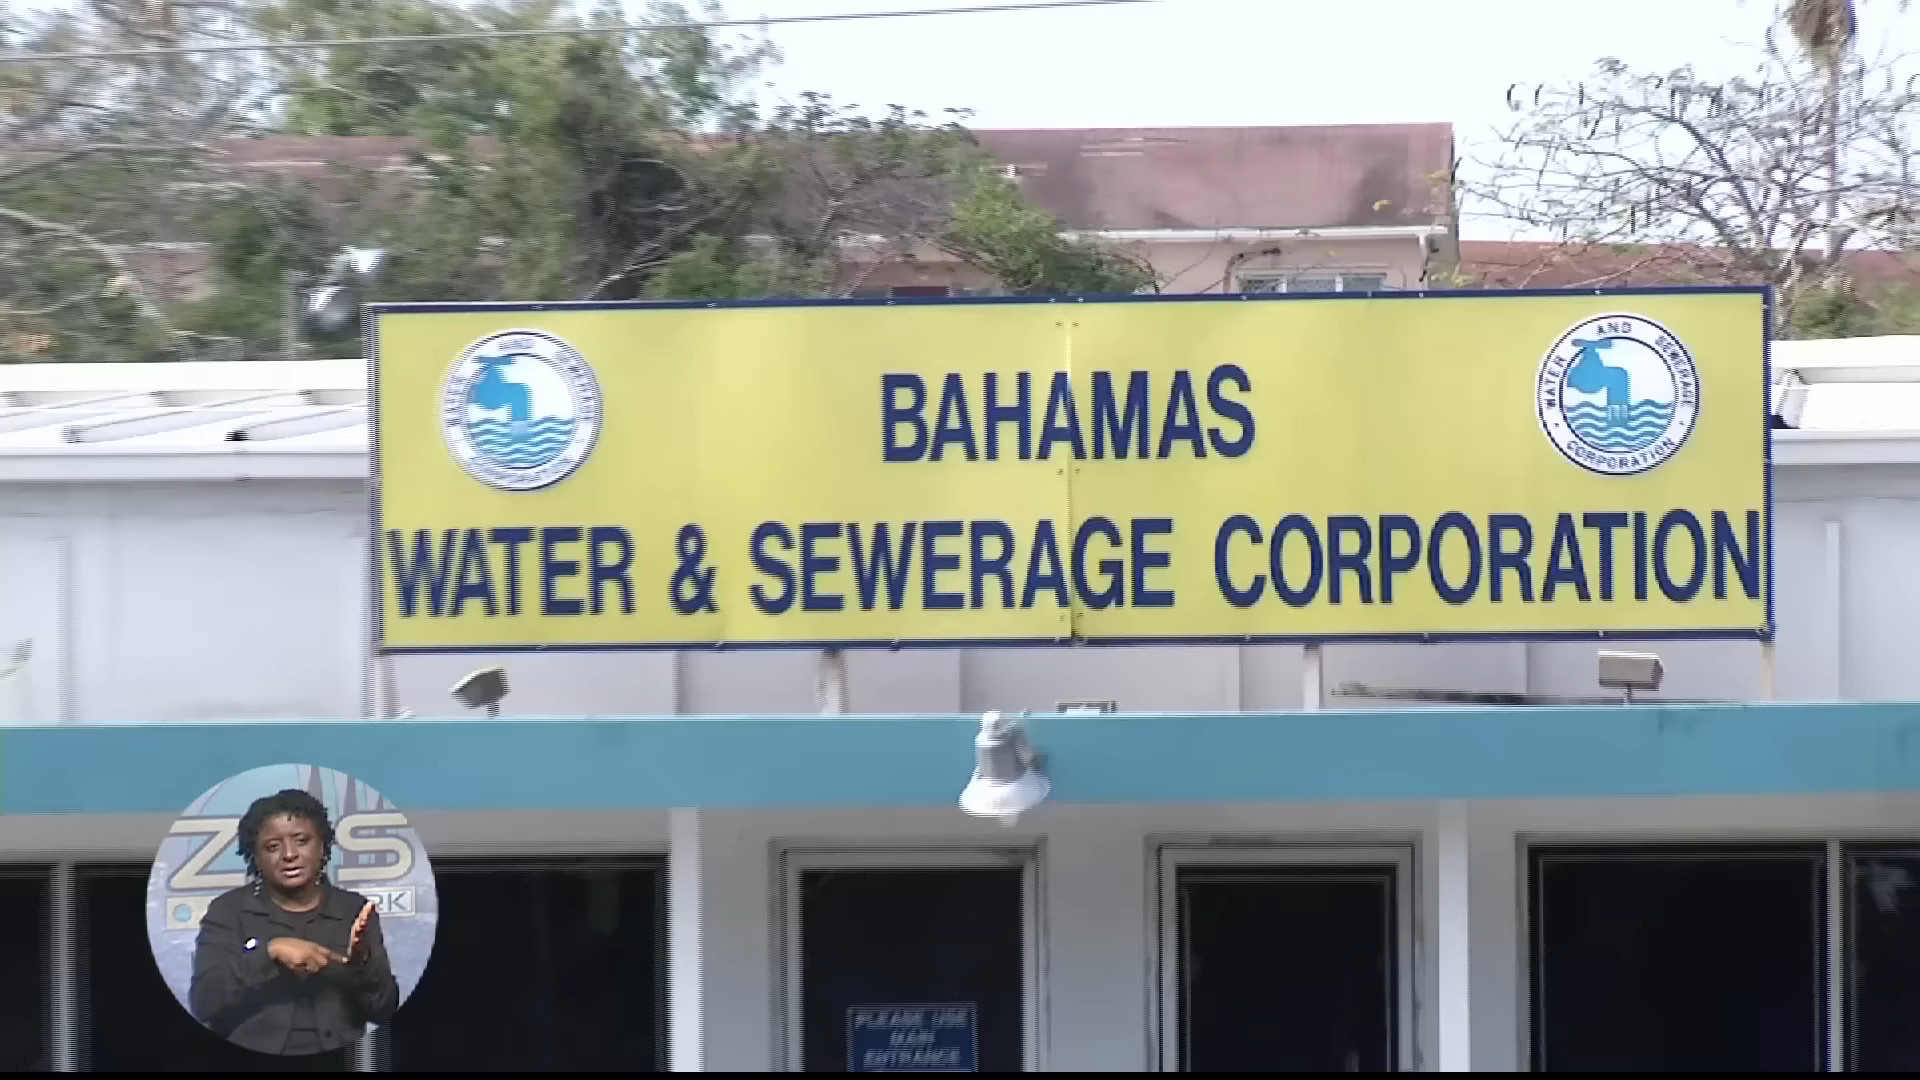 BAHAMAS
WATER & SEWERAGE CORPORATION
WATER AND SEWERAGE
CORPORATION
PLEASE USE
MAIN
ENTRANCE